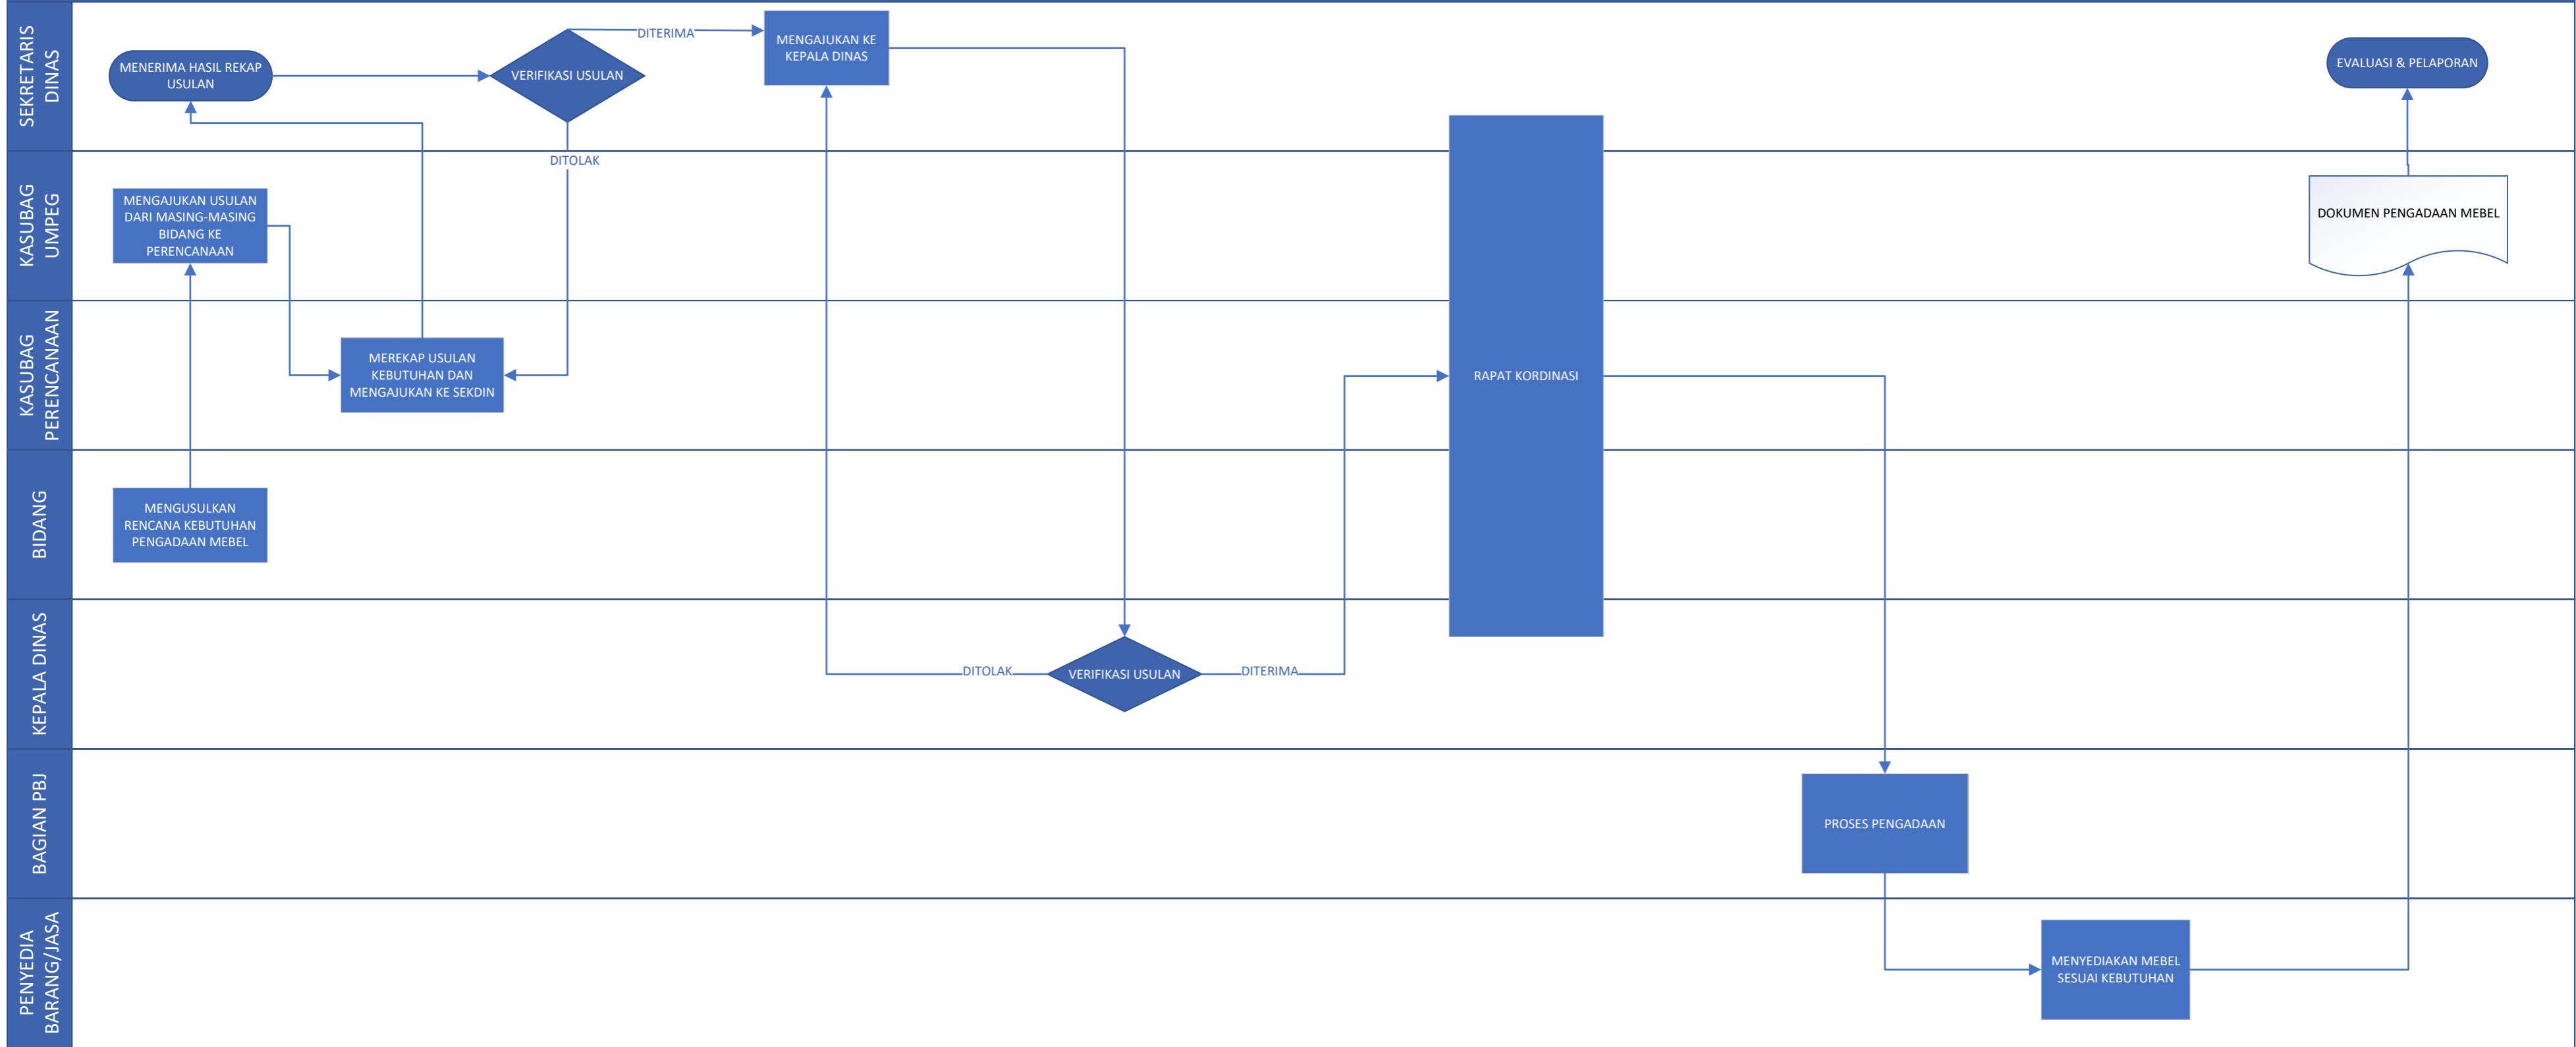 SEKRETARIS
DINAS
MENERIMA HASIL REKAP
USULAN
VERIFIKASI USULAN
DITERIMA
MENGAJUKAN KE
KEPALA DINAS
EVALUASI & PELAPORAN
DITOLAK
KASUBAG
UMPEG
MENGAJUKAN USULAN
DARI MASING-MASING
BIDANG KE
PERENCANAAN
DOKUMEN PENGADAAN MEBEL
KASUBAG
PERENCANAAN
MEREKAP USULAN
KEBUTUHAN DAN
MENGAJUKAN KE SEKDIN
RAPAT KORDINASI
BIDANG
MENGUSULKAN
RENCANA KEBUTUHAN
PENGADAAN MEBEL
KEPALA DINAS
DITOLAK
VERIFIKASI USULAN
DITERIMA
BAGIAN PBJ
PROSES PENGADAAN
PENYEDIA
BARANG/JASA
MENYEDIAKAN MEBEL
SESUAI KEBUTUHAN